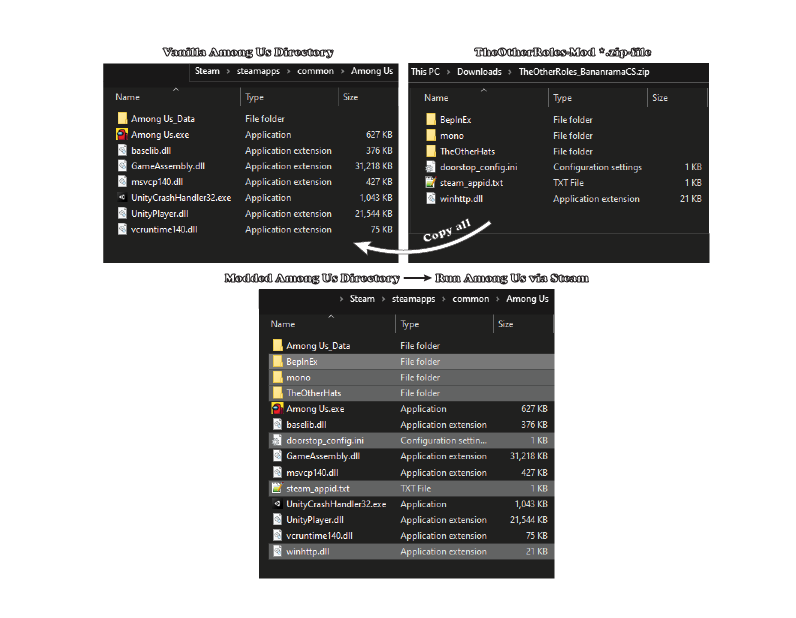 Vanilla Among Us Directory
Steam > steamapps > common > Among Us
Name Type Size
Among Us_Data File folder
Among Us.exe Application 627 KB
baselib.dll Application extension 376 KB
GameAssembly.dll Application extension 31,218 KB
msvcp140.dll Application extension 427 KB
UnityCrashHandler32.exe Application 1,043 KB
UnityPlayer.dll Application extension 21,544 KB
vcruntime140.dll Application extension 75 KB
TheOtherRoles-Mod *.zip-file
This PC > Downloads > TheOtherRoles_BananramaCS.zip
Name Type Size
BepInEx File folder
mono File folder
TheOtherHats File folder
doorstop_config.ini Configuration settings 1 KB
steam_appid.txt TXT File 1 KB
winhttp.dll Application extension 21 KB
Copy all
Modded Among Us Directory → Run Among Us via Steam
> Steam > steamapps > common > Among Us
Name Type Size
Among Us_Data File folder
BepInEx File folder
mono File folder
TheOtherHats File folder
Among Us.exe Application 627 KB
baselib.dll Application extension 376 KB
doorstop_config.ini Configuration settin... 1 KB
GameAssembly.dll Application extension 31,218 KB
msvcp140.dll Application extension 427 KB
steam_appid.txt TXT File 1 KB
UnityCrashHandler32.exe Application 1,043 KB
UnityPlayer.dll Application extension 21,544 KB
vcruntime140.dll Application extension 75 KB
winhttp.dll Application extension 21 KB